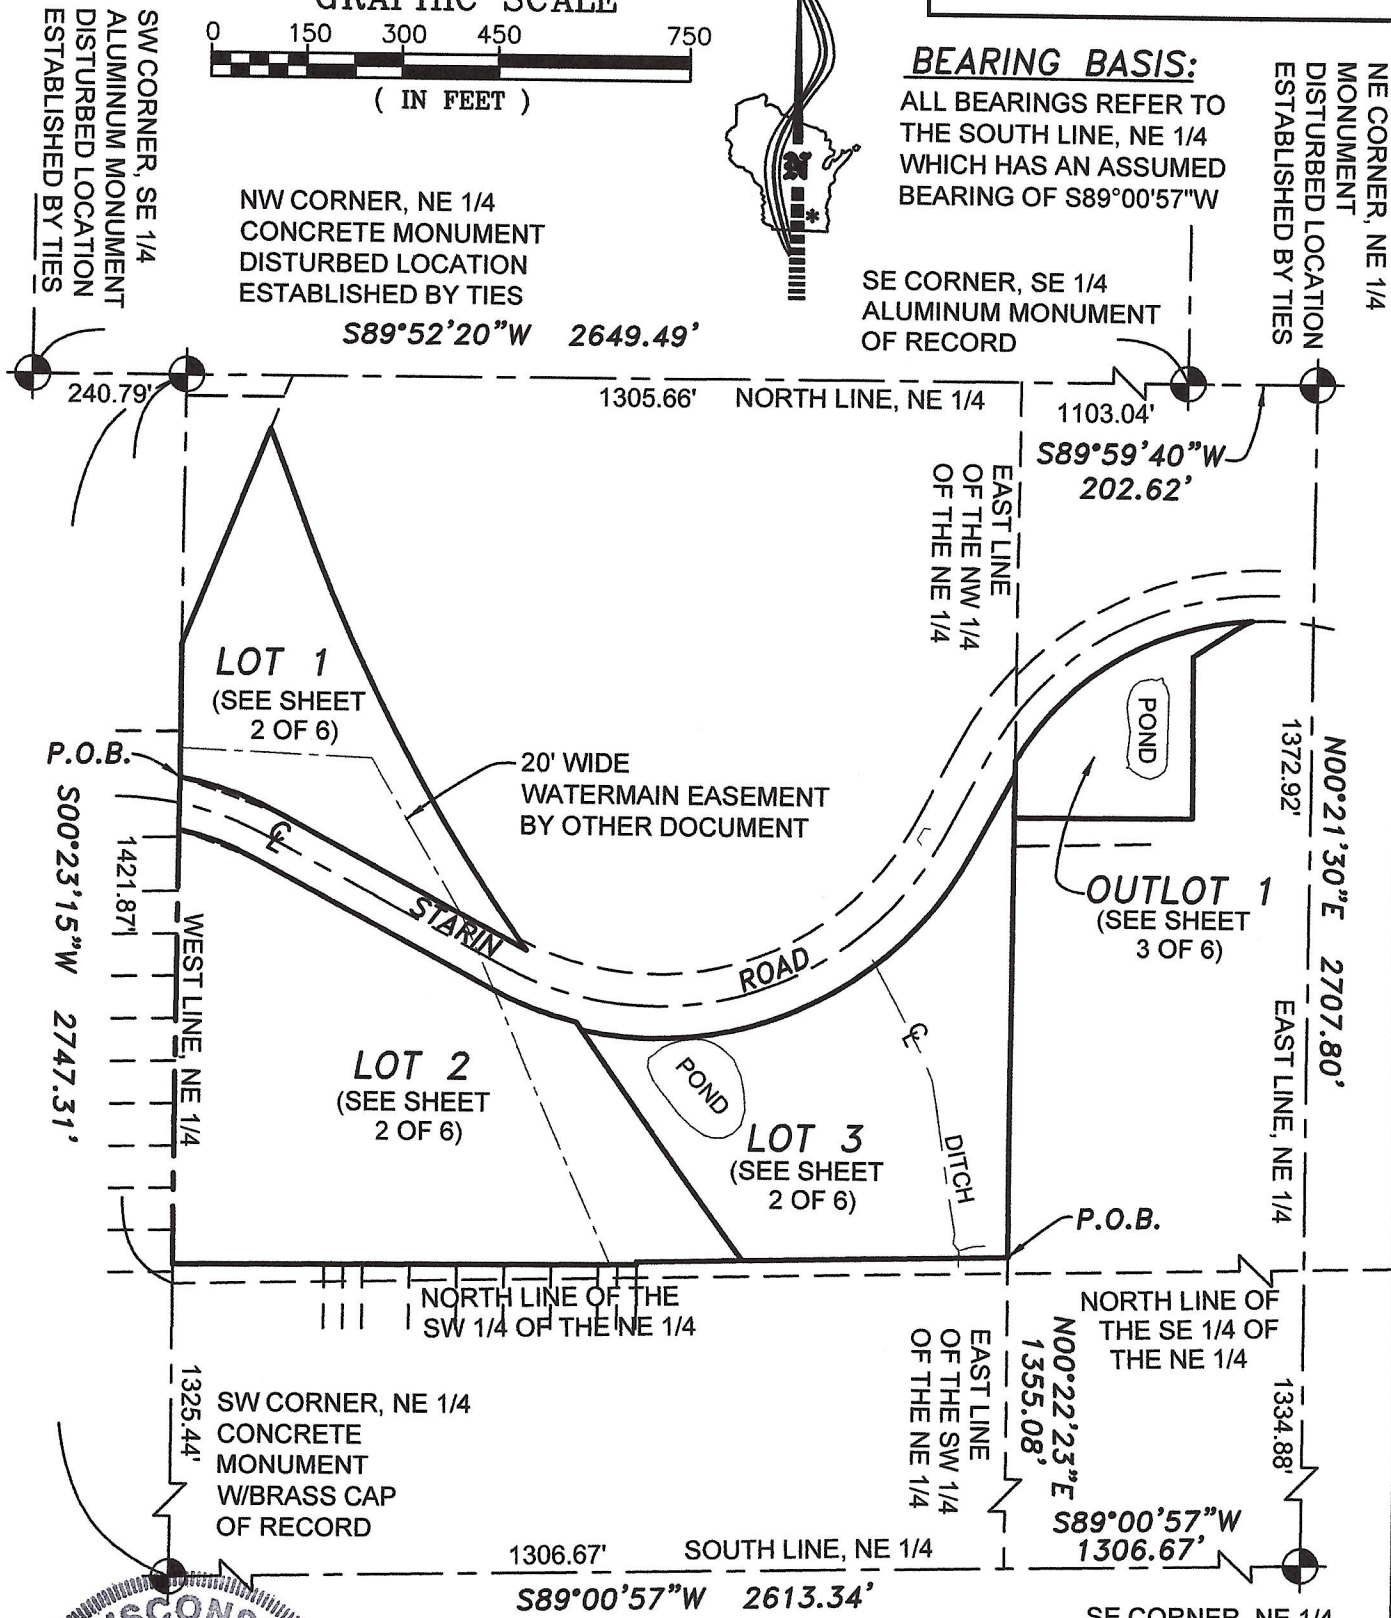 GRAPHIC SCALE
0 150 300 450 750
( IN FEET )
SW CORNER, SE 1/4
ALUMINUM MONUMENT
DISTURBED LOCATION
ESTABLISHED BY TIES
NW CORNER, NE 1/4
CONCRETE MONUMENT
DISTURBED LOCATION
ESTABLISHED BY TIES
BEARING BASIS:
ALL BEARINGS REFER TO
THE SOUTH LINE, NE 1/4
WHICH HAS AN ASSUMED
BEARING OF S89°00'57"W
NE CORNER, NE 1/4
MONUMENT
DISTURBED LOCATION
ESTABLISHED BY TIES
SE CORNER, SE 1/4
ALUMINUM MONUMENT
OF RECORD
S89°52'20"W 2649.49'
240.79'
1305.66' NORTH LINE, NE 1/4
1103.04'
S89°59'40"W
202.62'
EAST LINE
OF THE NW 1/4
OF THE NE 1/4
LOT 1
(SEE SHEET
2 OF 6)
P.O.B.
20' WIDE
WATERMAIN EASEMENT
BY OTHER DOCUMENT
POND
1372.92'
N00°21'30"E 2707.80'
EAST LINE, NE 1/4
S00°23'15"W 2747.31'
1421.87'
WEST LINE, NE 1/4
STARIN ROAD
OUTLOT 1
(SEE SHEET
3 OF 6)
LOT 2
(SEE SHEET
2 OF 6)
POND
LOT 3
(SEE SHEET
2 OF 6)
DITCH
P.O.B.
NORTH LINE OF THE
SW 1/4 OF THE NE 1/4
NORTH LINE OF
THE SE 1/4 OF
THE NE 1/4
EAST LINE
OF THE SW 1/4
OF THE NE 1/4
N00°22'23"E
1355.08'
1334.88'
1325.44'
SW CORNER, NE 1/4
CONCRETE
MONUMENT
W/BRASS CAP
OF RECORD
S89°00'57"W
1306.67'
1306.67' SOUTH LINE, NE 1/4
S89°00'57"W 2613.34'
SE CORNER, NE 1/4